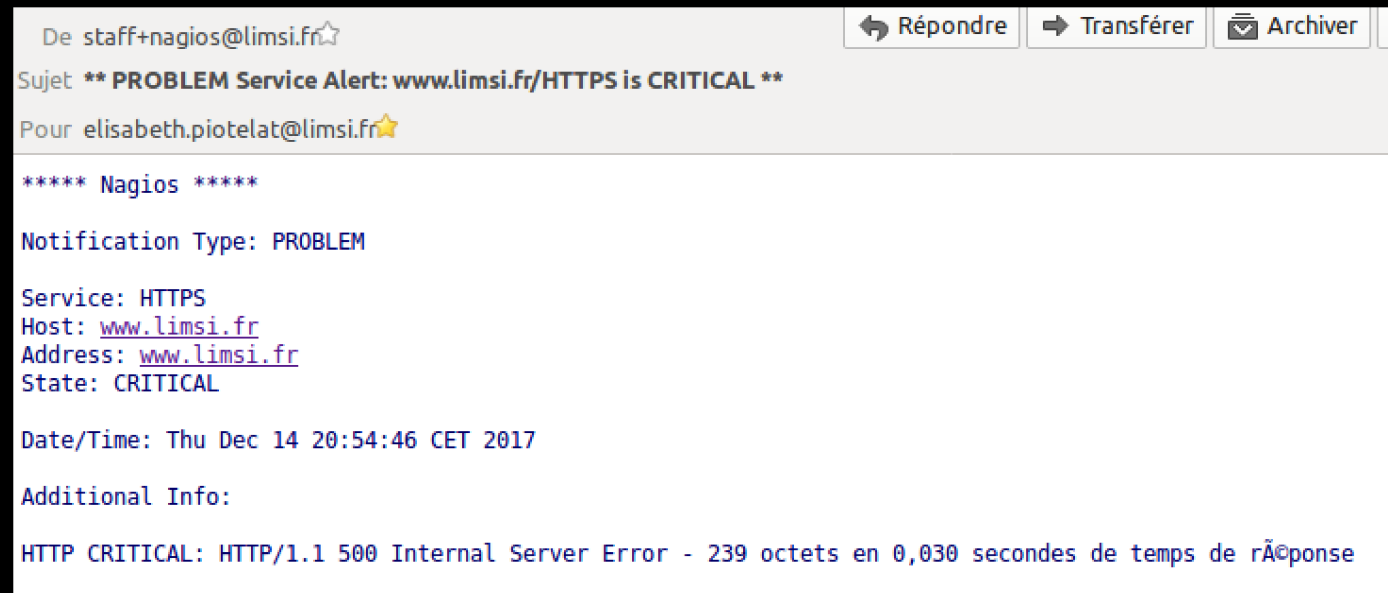 De staff+nagios@limsi.fr
Répondre
Transférer
Archiver
Sujet ** PROBLEM Service Alert: www.limsi.fr/HTTPS is CRITICAL **
Pour elisabeth.piotelat@limsi.fr
***** Nagios *****
Notification Type: PROBLEM
Service: HTTPS
Host: www.limsi.fr
Address: www.limsi.fr
State: CRITICAL
Date/Time: Thu Dec 14 20:54:46 CET 2017
Additional Info:
HTTP CRITICAL: HTTP/1.1 500 Internal Server Error - 239 octets en 0,030 secondes de temps de rÃ©ponse